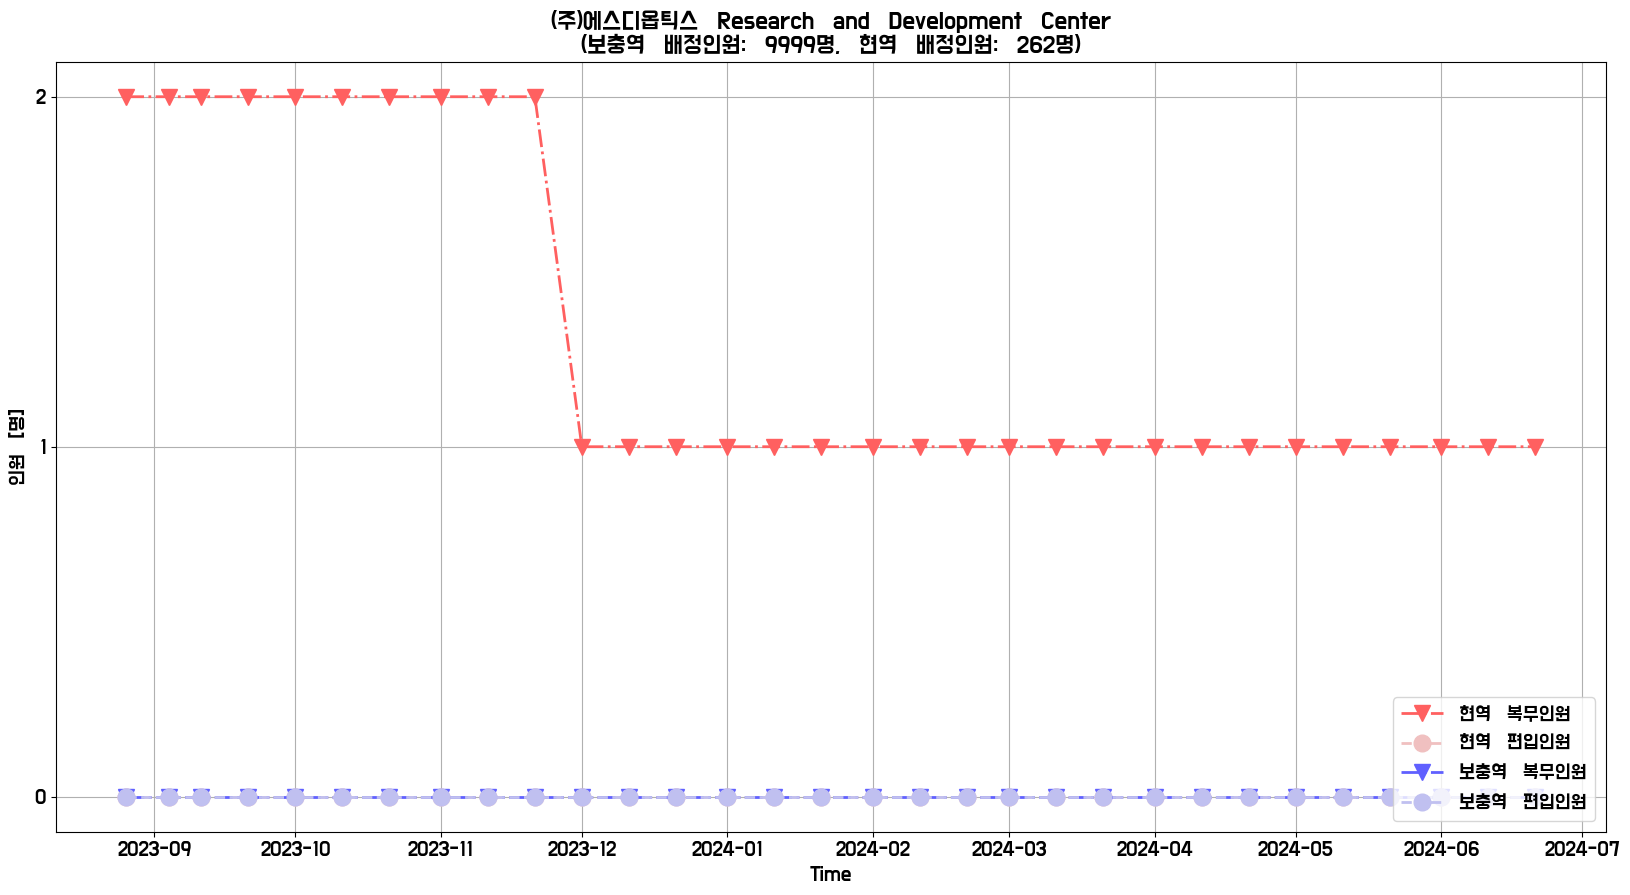 (주)에스디옵틱스 Research and Development Center
(보충역 배정인원: 9999명, 현역 배정인원: 262명)
2
1
0
인원 [명]
현역 복무인원
현역 편입인원
보충역 복무인원
보충역 편입인원
2023-09 2023-10 2023-11 2023-12 2024-01 2024-02 2024-03 2024-04 2024-05 2024-06 2024-07
Time